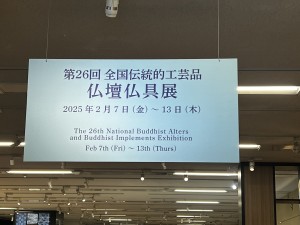 第26回 全国伝統的工芸品
仏壇仏具展
2025年2月7日(金)～13日(木)
The 26th National Buddhist Alters
and Buddhist Implements Exhibition
Feb 7th(Fri)～13th(Thurs)